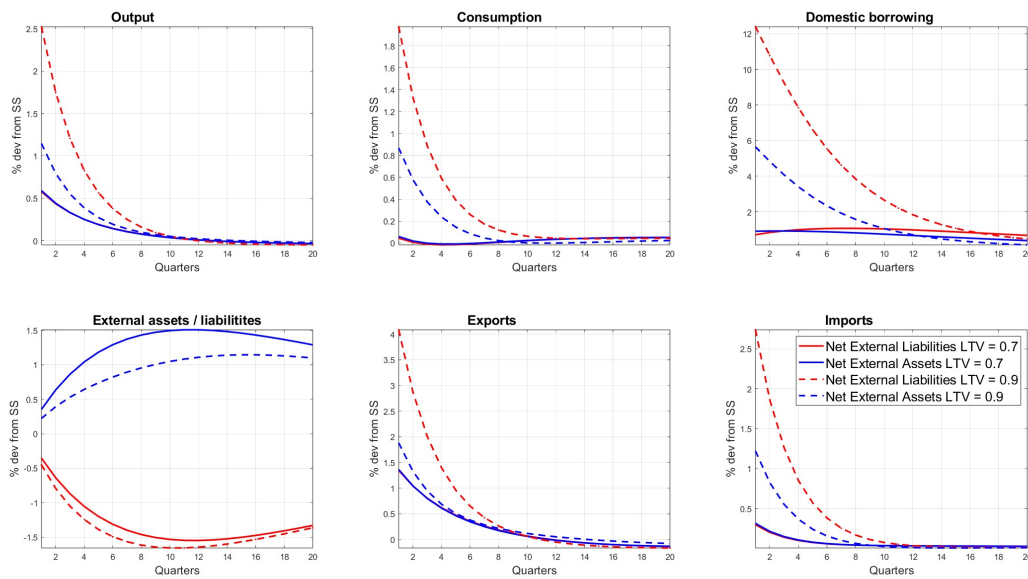 Output
% dev from SS
2.5
2
1.5
1
0.5
0
2 4 6 8 10 12 14 16 18 20
Quarters
Consumption
% dev from SS
1.8
1.6
1.4
1.2
1
0.8
0.6
0.4
0.2
0
2 4 6 8 10 12 14 16 18 20
Quarters
Domestic borrowing
% dev from SS
12
10
8
6
4
2
2 4 6 8 10 12 14 16 18 20
Quarters
External assets / liabilitites
% dev from SS
1.5
1
0.5
0
-0.5
-1
-1.5
2 4 6 8 10 12 14 16 18 20
Quarters
Exports
% dev from SS
4
3.5
3
2.5
2
1.5
1
0.5
0
2 4 6 8 10 12 14 16 18 20
Quarters
Imports
% dev from SS
2.5
2
1.5
1
0.5
Net External Liabilities LTV = 0.7
Net External Assets LTV = 0.7
Net External Liabilities LTV = 0.9
Net External Assets LTV = 0.9
2 4 6 8 10 12 14 16 18 20
Quarters